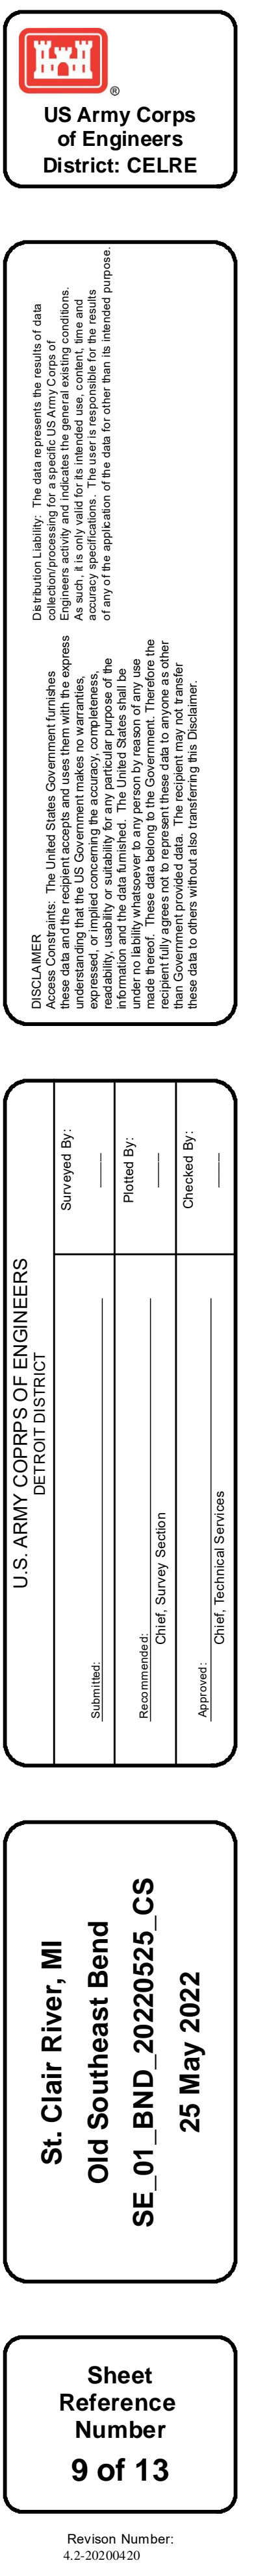 ®
US Army Corps
of Engineers
District: CELRE
DISCLAIMER
Access Constraints: The United States Government furnishes
these data and the recipient accepts and uses them with the express
understanding that the US Government makes no warranties,
expressed, or implied concerning the accuracy, completeness,
readability, usability or suitability for any particular purpose of the
information and the data furnished. The United States shall be
under no liability whatsoever to any person by reason of any use
made thereof. These data belong to the Government. Therefore the
recipient fully agrees not to represent these data to anyone as other
than Government provided data. The recipient may not transfer
these data to others without also transferring this Disclaimer.
Distribution Liability: The data represents the results of data
collection/processing for a specific US Army Corps of
Engineers activity and indicates the general existing conditions.
As such, it is only valid for its intended use, content, time and
accuracy specifications. The user is responsible for the results
of any of the application of the data for other than its intended purpose.
U.S. ARMY COPRPS OF ENGINEERS
DETROIT DISTRICT
Submitted:
Surveyed By:
Recommended:
Chief, Survey Section
Plotted By:
Approved:
Chief, Technical Services
Checked By:
St. Clair River, MI
Old Southeast Bend
SE_01_BND_20220525_CS
25 May 2022
Sheet
Reference
Number
9 of 13
Revison Number:
4.2-20200420